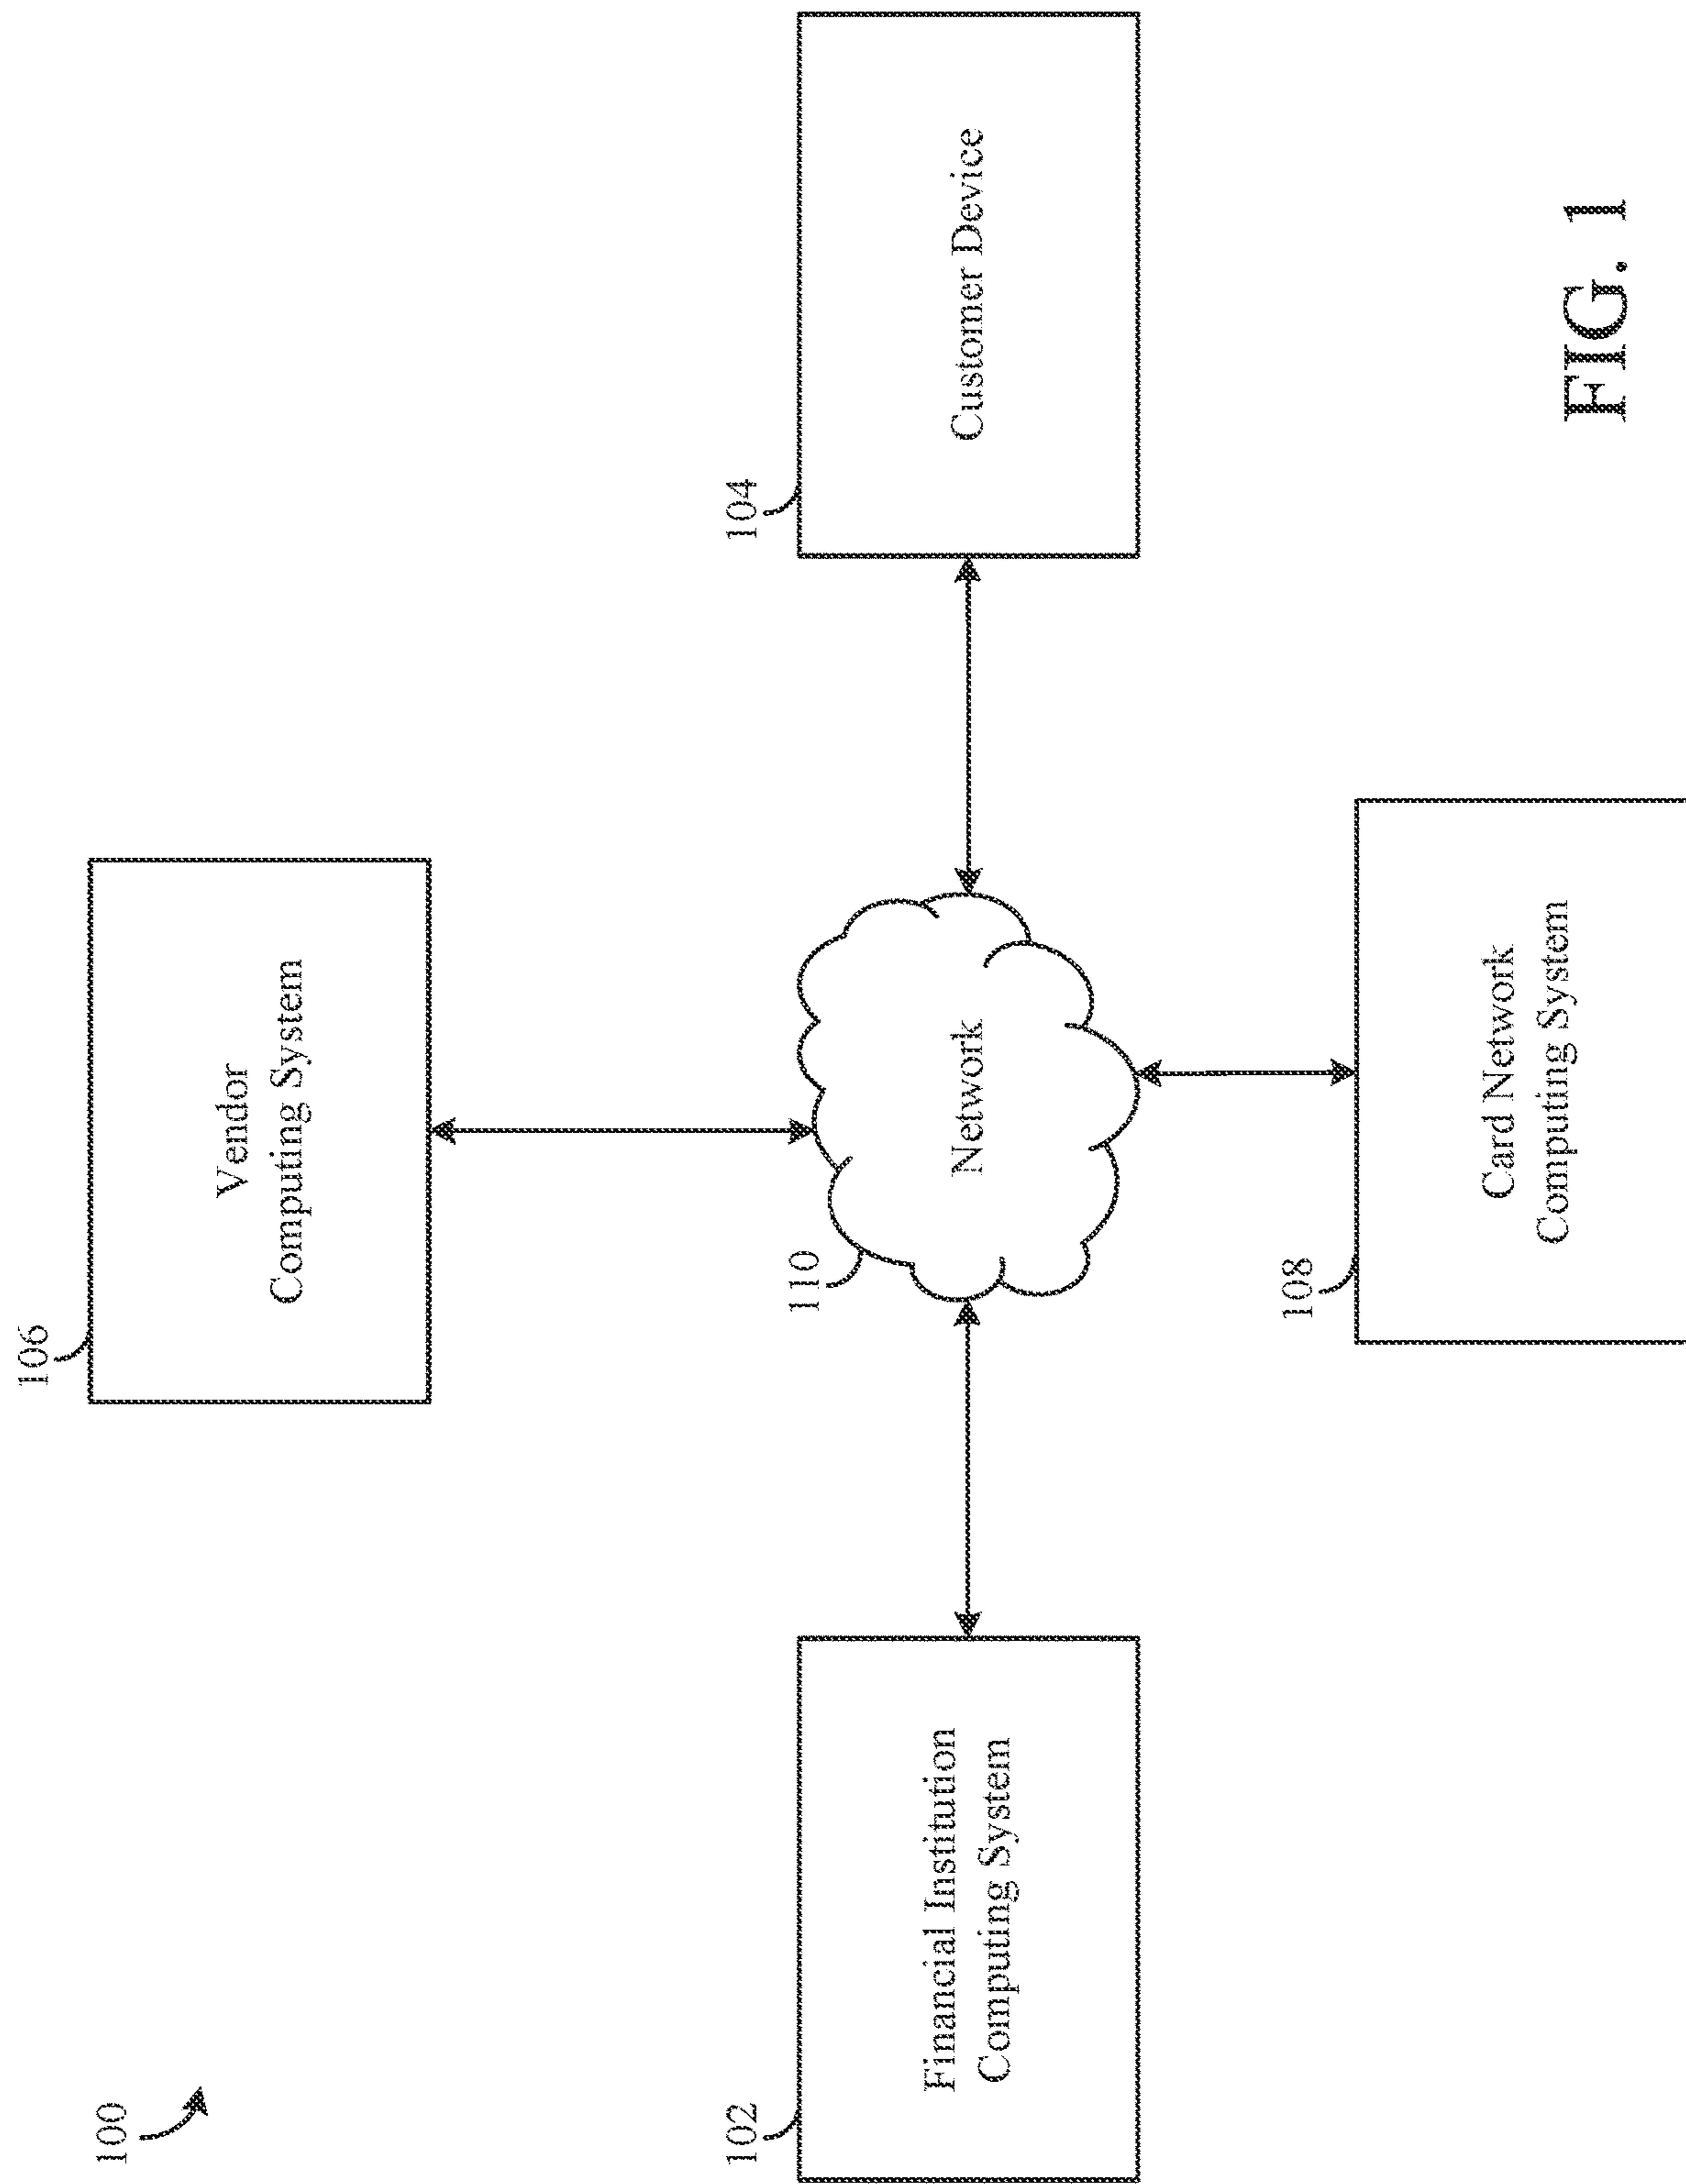 100
106
Vendor
Computing System
102
Financial Institution
Computing System
110
Network
104
Customer Device
108
Card Network
Computing System
FIG. 1